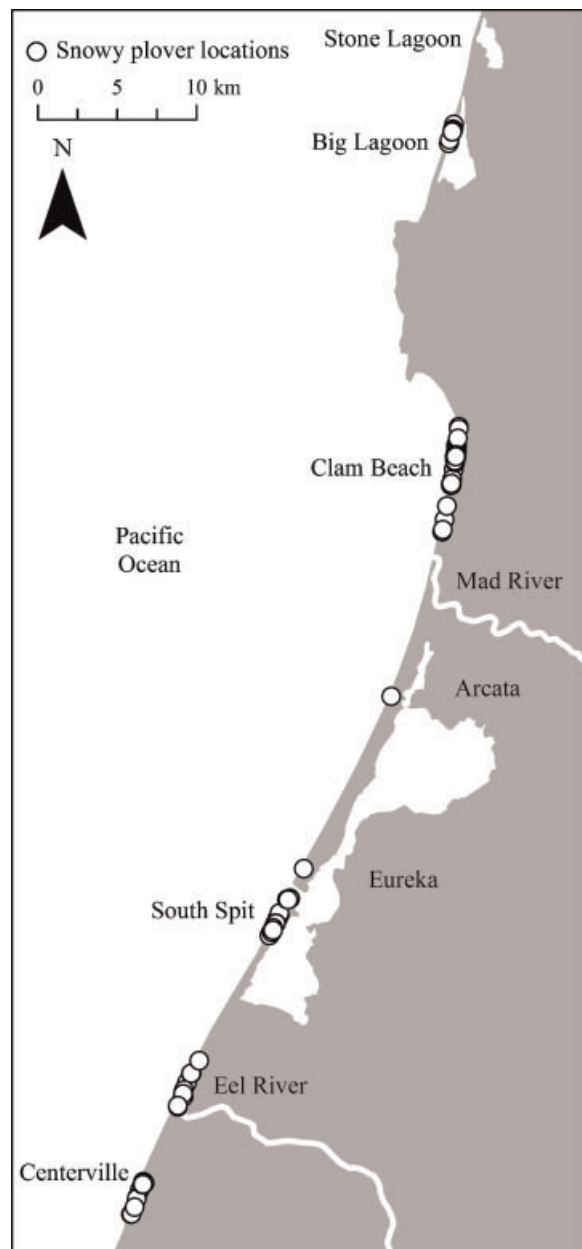 Stone Lagoon
Snowy plover locations
0 5 10 km
N
Big Lagoon
Clam Beach
Pacific
Ocean
Mad River
Arcata
Eureka
South Spit
Eel River
Centerville